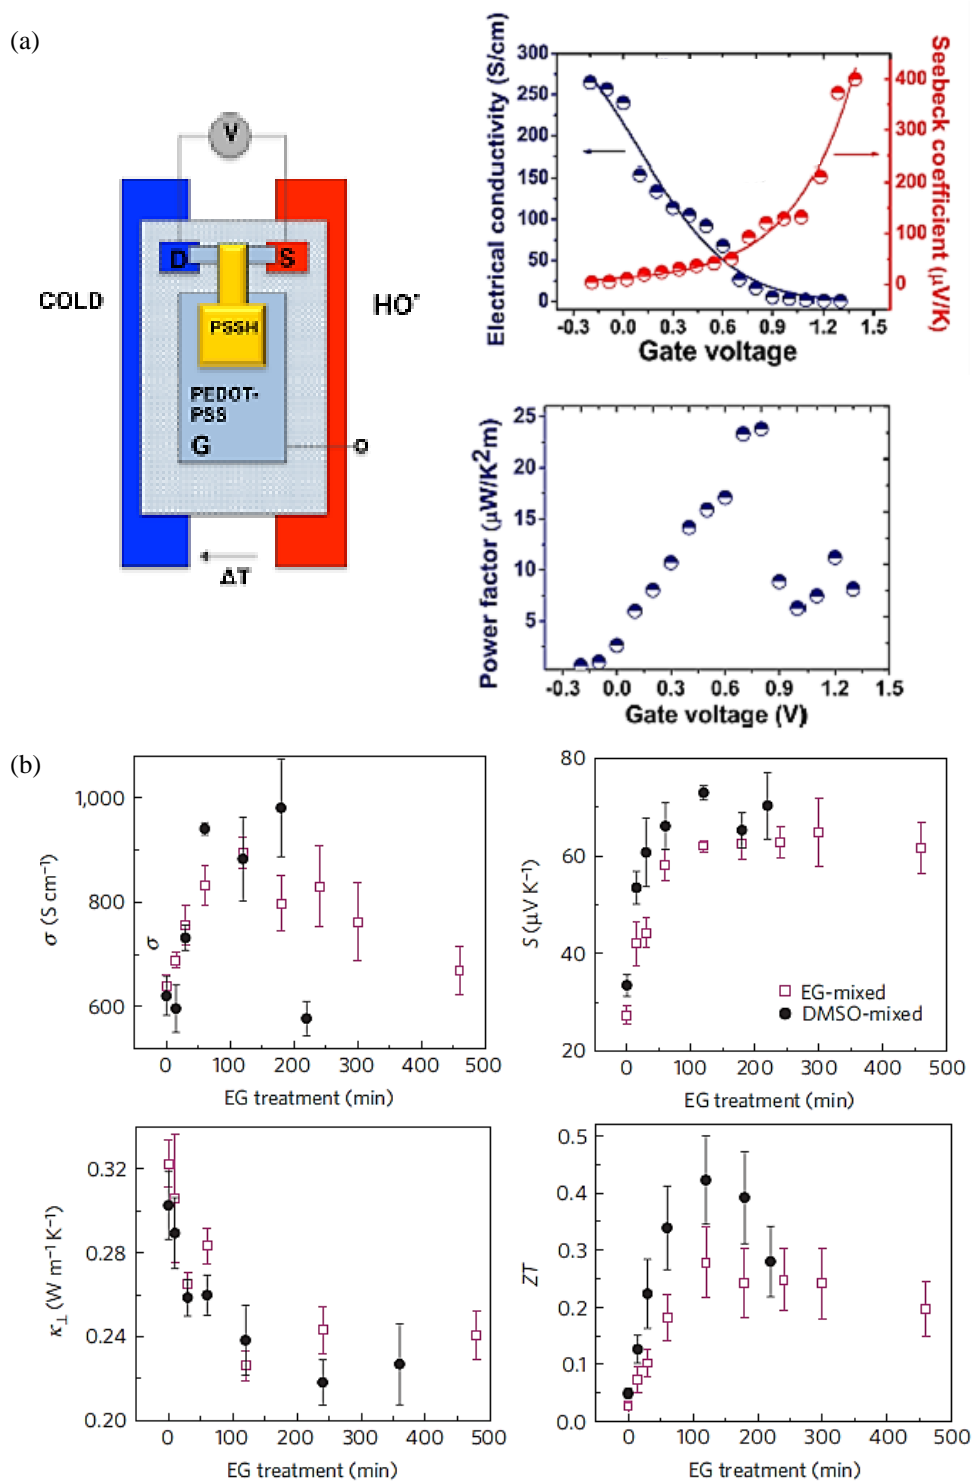 (a)
V
D
S
COLD
HO
PSSH
PEDOT-
PSS
G
ΔT
Electrical conductivity (S/cm)
300
250
200
150
100
50
0
-0.3 0.0 0.3 0.6 0.9 1.2 1.5
Gate voltage
400
300
200
100
0
Seebeck coefficient (μV/K)
Power factor (μW/K²m)
25
20
15
10
5
-0.3 0.0 0.3 0.6 0.9 1.2 1.5
Gate voltage (V)
(b)
σ (S cm⁻¹)
σ
1,000
800
600
0 100 200 300 400 500
EG treatment (min)
S (μV K⁻¹)
80
60
40
20
EG-mixed
DMSO-mixed
0 100 200 300 400 500
EG treatment (min)
κ⊥ (W m⁻¹ K⁻¹)
0.32
0.28
0.24
0.20
0 100 200 300 400 500
EG treatment (min)
ZT
0.5
0.4
0.3
0.2
0.1
0.0
0 100 200 300 400 500
EG treatment (min)